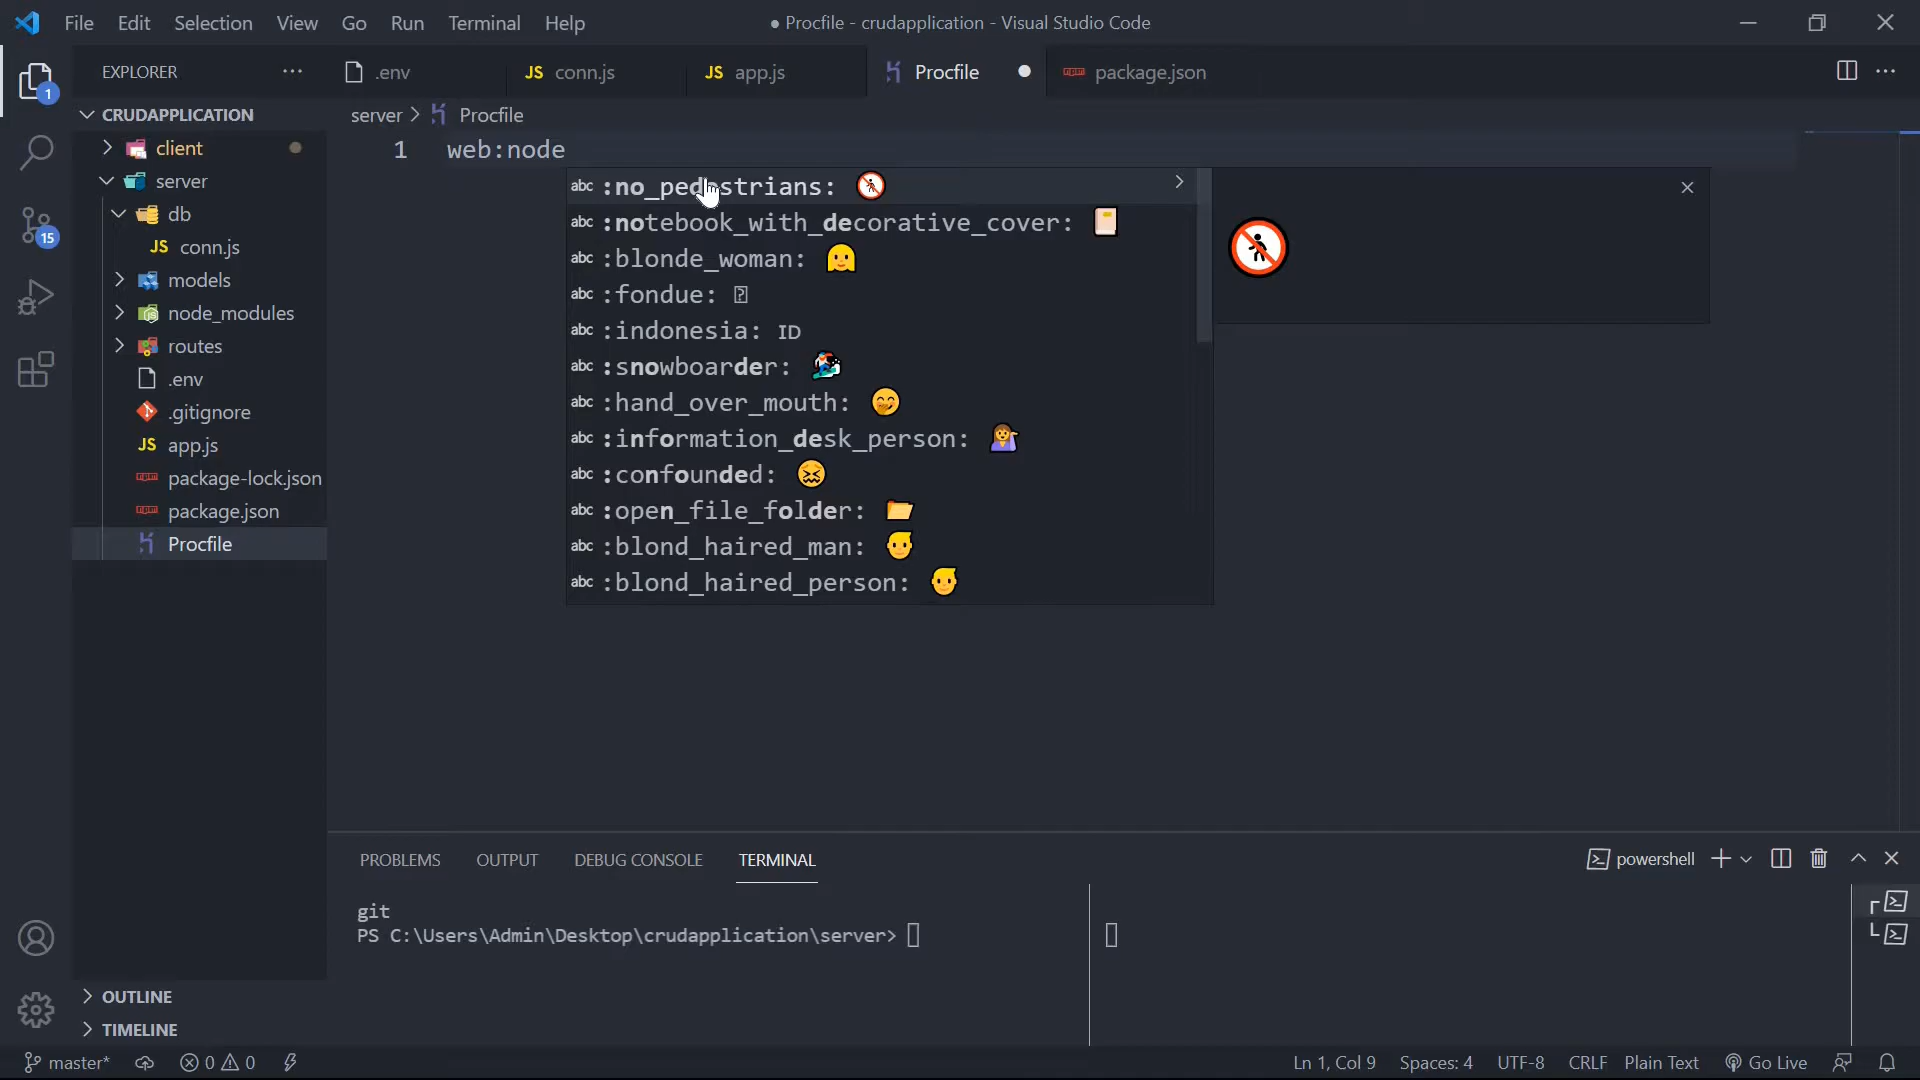 File Edit Selection View Go Run Terminal Help
● Procfile - crudapplication - Visual Studio Code
EXPLORER
.env
JS conn.js
JS app.js
Procfile
package.json
CRUDAPPLICATION
server > Procfile
client
server
db
JS conn.js
models
node_modules
routes
.env
.gitignore
JS app.js
package-lock.json
package.json
Procfile
OUTLINE
TIMELINE
1
15
1 web:node
abc :no_pedestrians:
abc :notebook_with_decorative_cover:
abc :blonde_woman:
abc :fondue:
abc :indonesia: ID
abc :snowboarder:
abc :hand_over_mouth:
abc :information_desk_person:
abc :confounded:
abc :open_file_folder:
abc :blond_haired_man:
abc :blond_haired_person:
PROBLEMS OUTPUT DEBUG CONSOLE TERMINAL
powershell
git
PS C:\Users\Admin\Desktop\crudapplication\server>
master* 0 0
Ln 1, Col 9 Spaces: 4 UTF-8 CRLF Plain Text Go Live